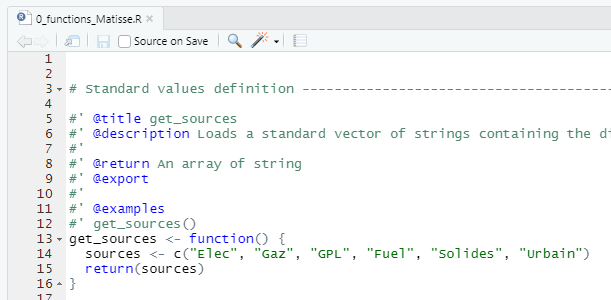 0_functions_Matisse.R
Source on Save
1
2
3 # Standard values definition ---------------------------------------
4
5 #' @title get_sources
6 #' @description Loads a standard vector of strings containing the di
7 #'
8 #' @return An array of string
9 #' @export
10 #'
11 #' @examples
12 #' get_sources()
13 get_sources <- function() {
14   sources <- c("Elec", "Gaz", "GPL", "Fuel", "Solides", "Urbain")
15   return(sources)
16 }
17